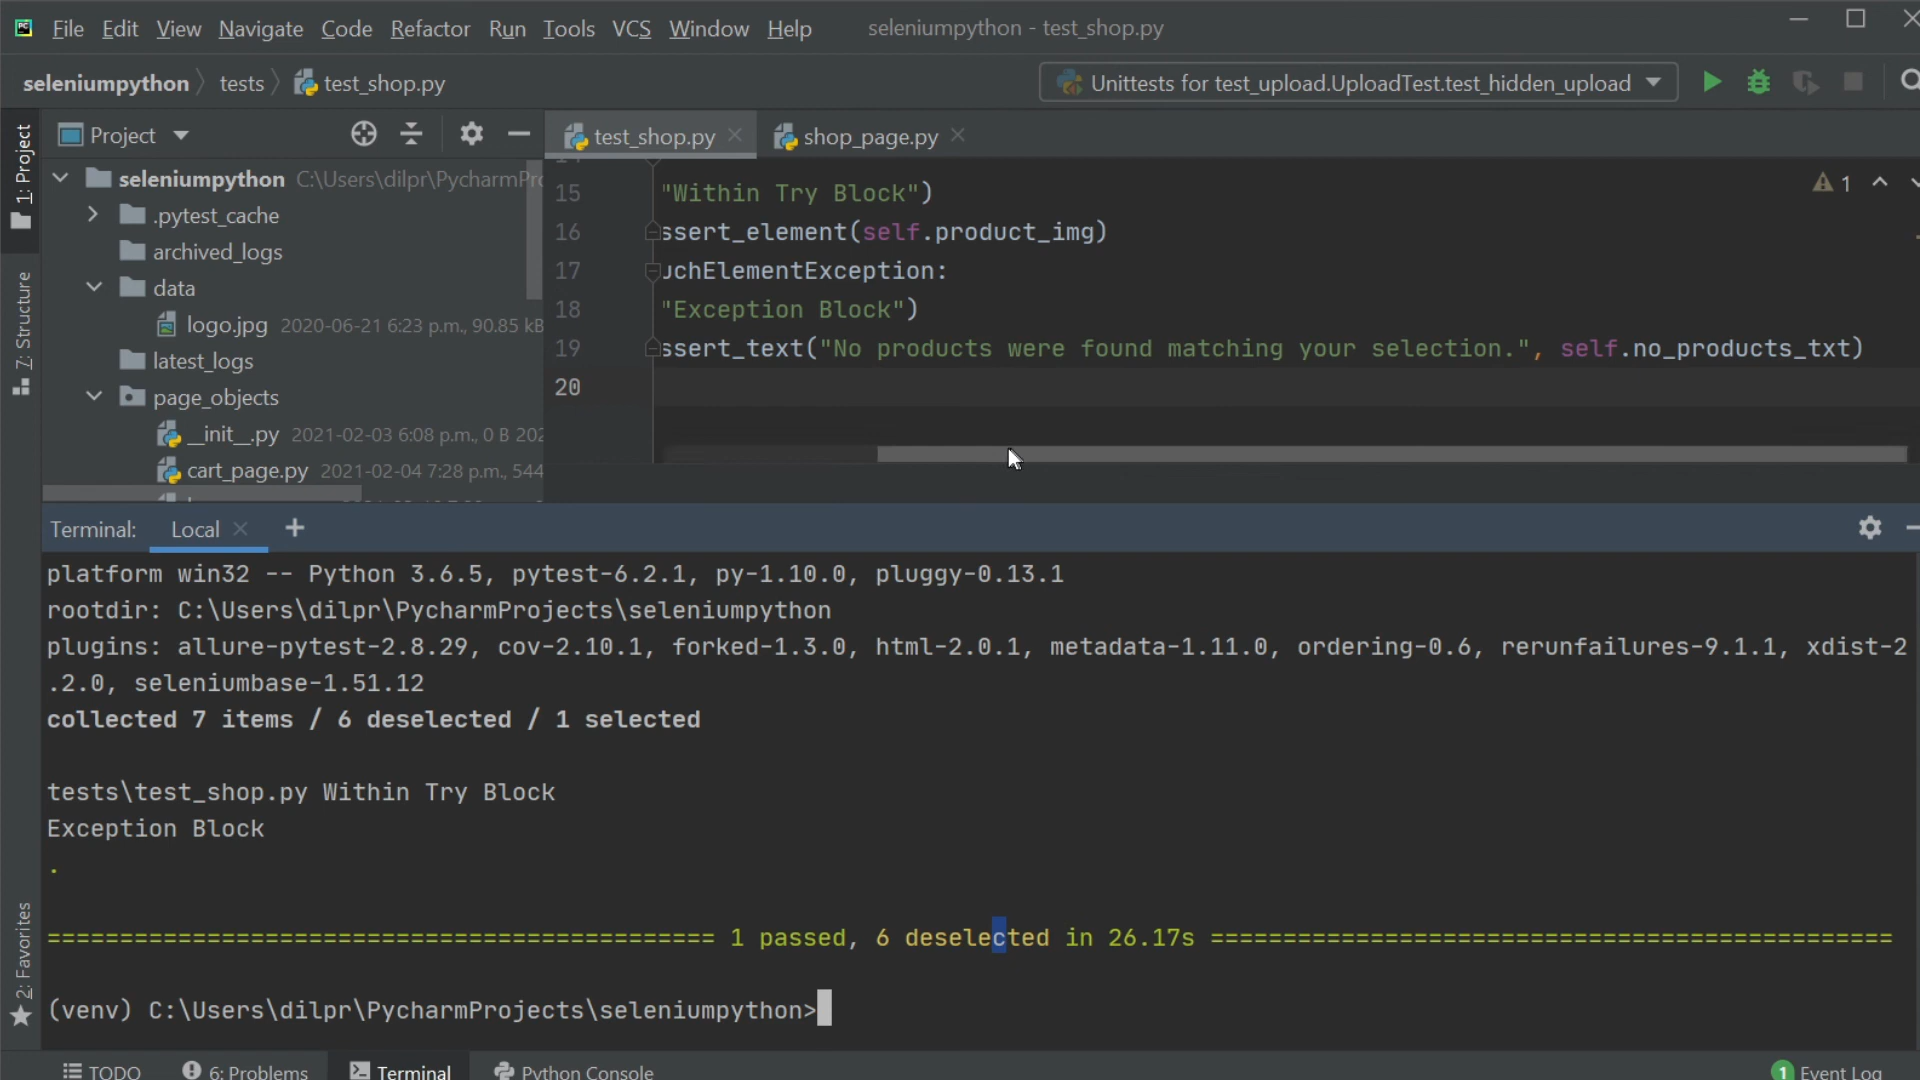 File Edit View Navigate Code Refactor Run Tools VCS Window Help seleniumpython - test_shop.py
seleniumpython tests test_shop.py Unittests for test_upload.UploadTest.test_hidden_upload
1: Project
7: Structure
2: Favorites
Project
seleniumpython C:\Users\dilpr\PycharmPr
.pytest_cache
archived_logs
data
logo.jpg 2020-06-21 6:23 p.m., 90.85 kB
latest_logs
page_objects
__init__.py 2021-02-03 6:08 p.m., 0 B 202
cart_page.py 2021-02-04 7:28 p.m., 544
test_shop.py shop_page.py
1
15 "Within Try Block")
16 ssert_element(self.product_img)
17 uchElementException:
18 "Exception Block")
19 ssert_text("No products were found matching your selection.", self.no_products_txt)
20
Terminal: Local +
platform win32 -- Python 3.6.5, pytest-6.2.1, py-1.10.0, pluggy-0.13.1
rootdir: C:\Users\dilpr\PycharmProjects\seleniumpython
plugins: allure-pytest-2.8.29, cov-2.10.1, forked-1.3.0, html-2.0.1, metadata-1.11.0, ordering-0.6, rerunfailures-9.1.1, xdist-2
.2.0, seleniumbase-1.51.12
collected 7 items / 6 deselected / 1 selected
tests\test_shop.py Within Try Block
Exception Block
.
============================================== 1 passed, 6 deselected in 26.17s ===============================================
(venv) C:\Users\dilpr\PycharmProjects\seleniumpython>
TODO 6: Problems Terminal Python Console 1 Event Log